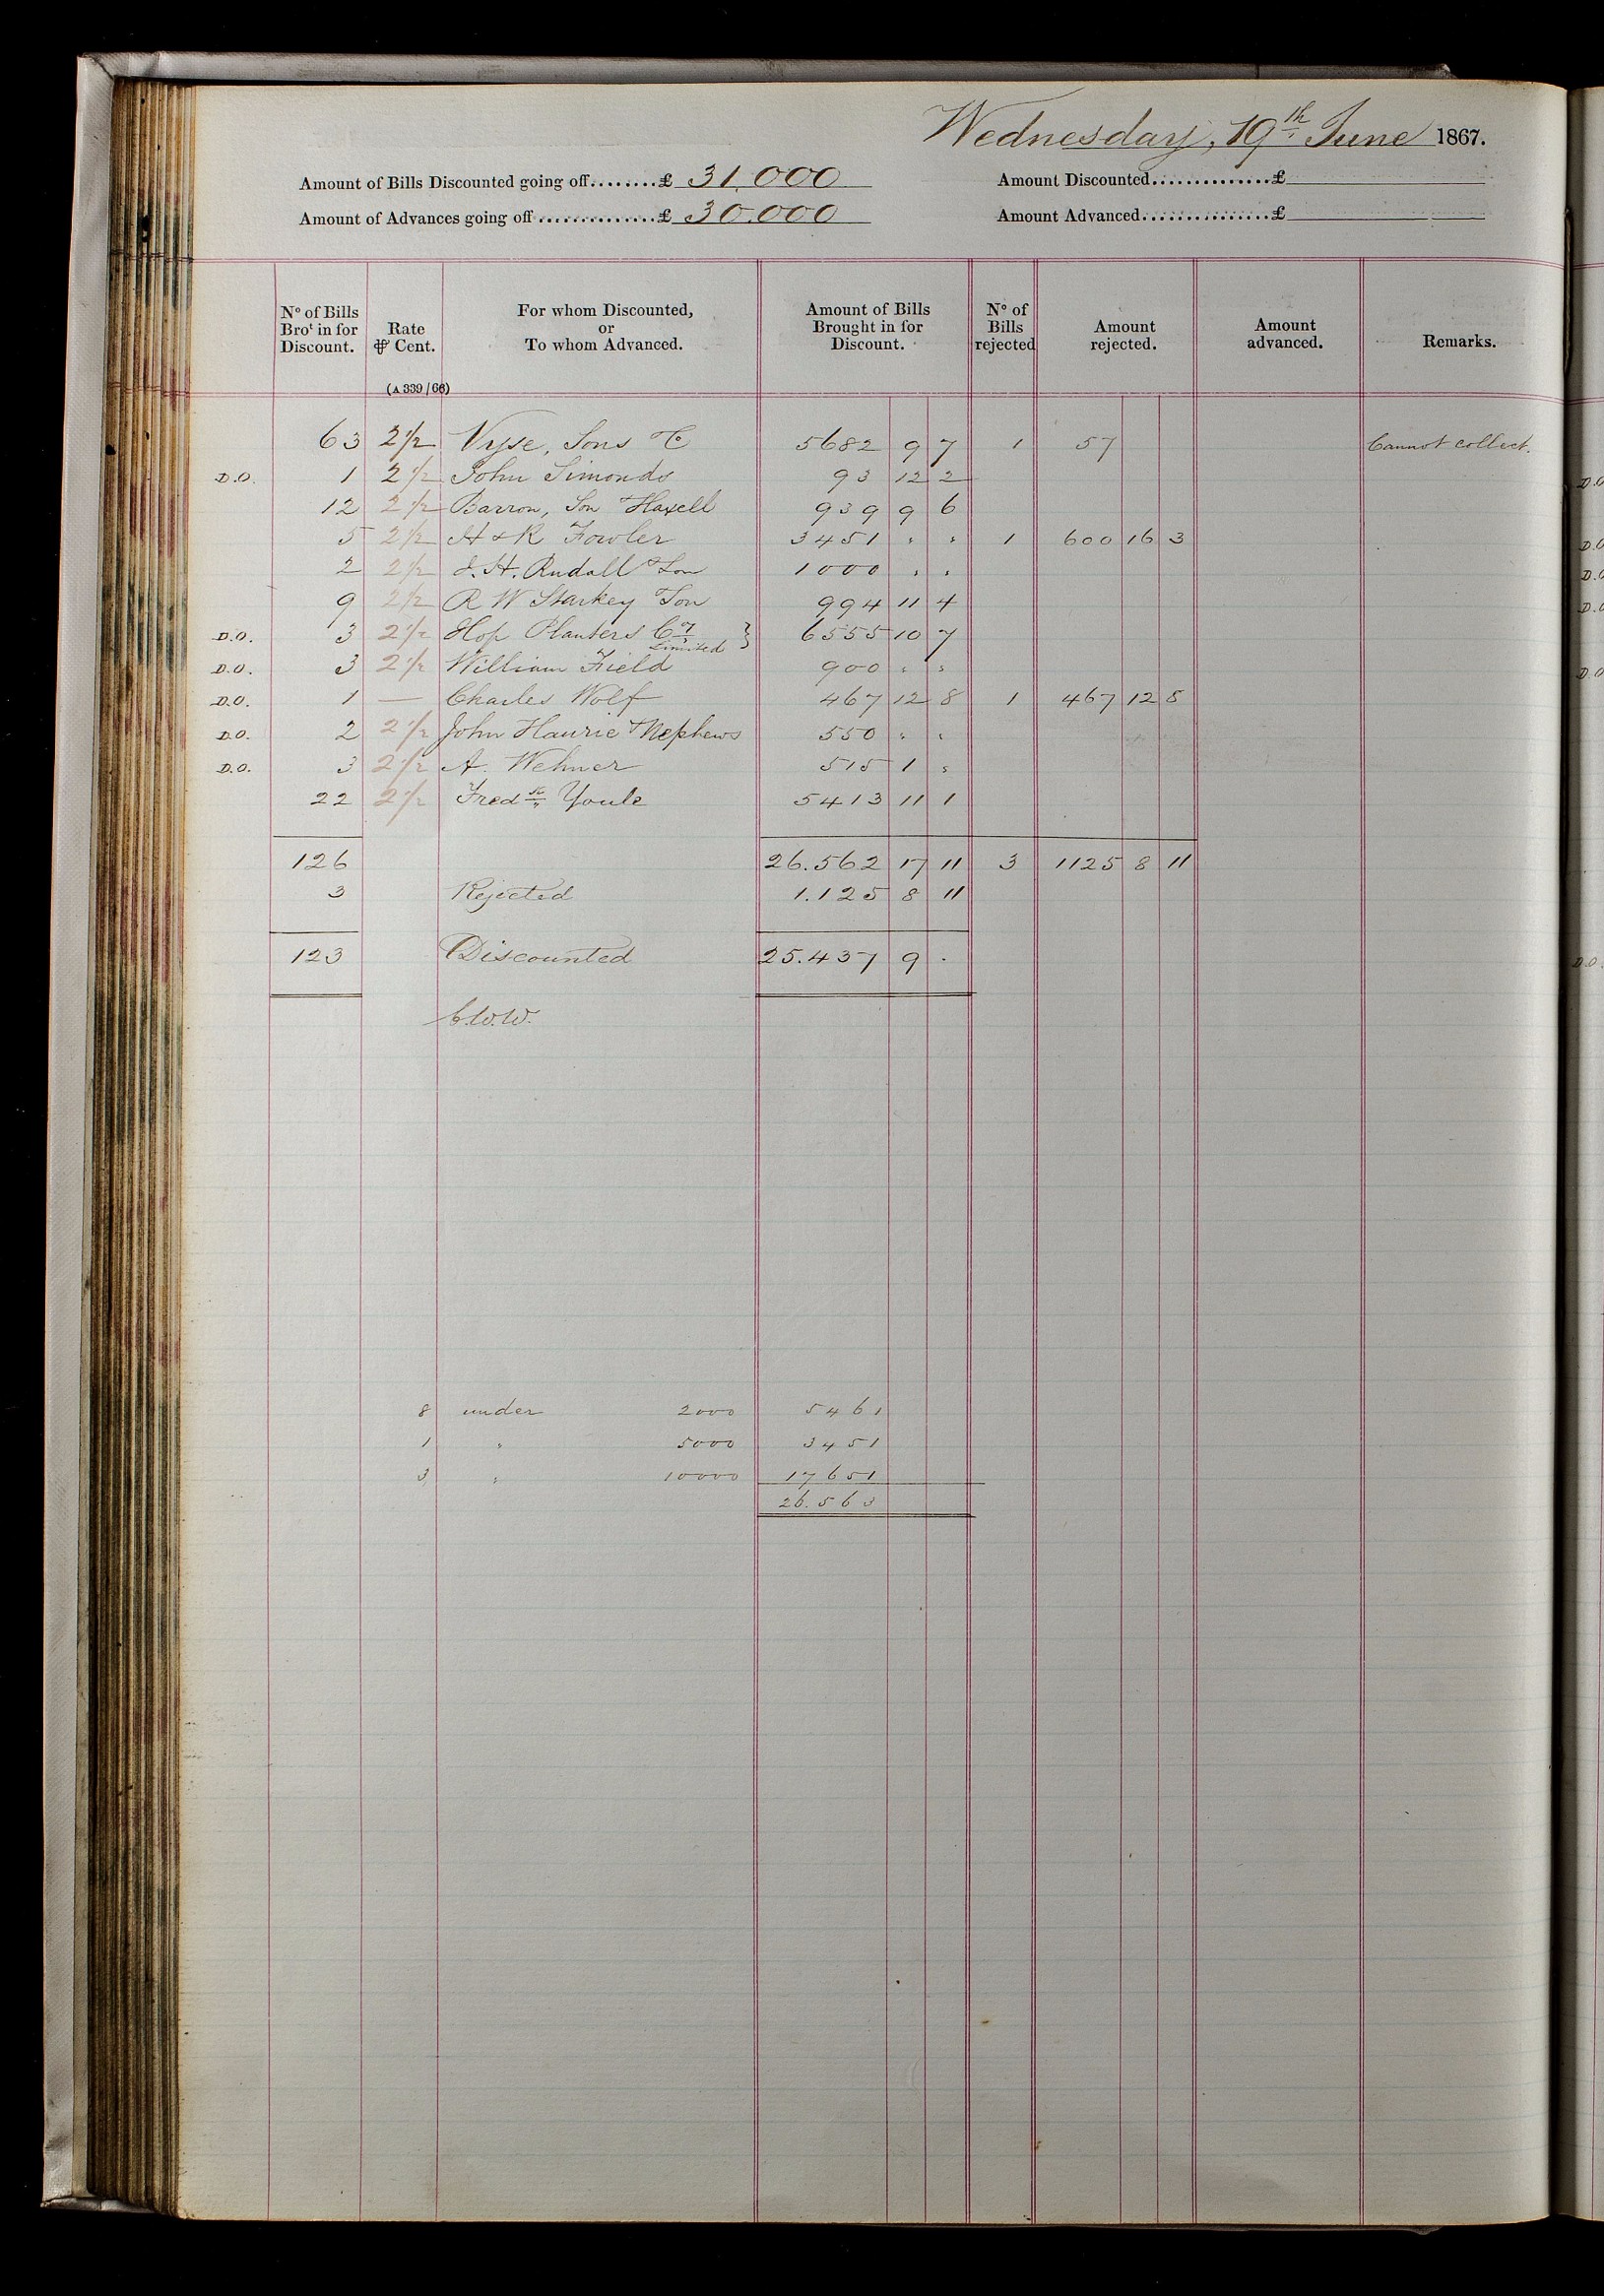 Wednesday, 19th June 1867.
Amount of Bills Discounted going off........£ 31,000 Amount Discounted..............£
Amount of Advances going off..............£ 30.000 Amount Advanced...............£
No of Bills Brot in for Discount. Rate ⅌ Cent. For whom Discounted, or To whom Advanced. Amount of Bills Brought in for Discount. No of Bills rejected Amount rejected. Amount advanced. Remarks.
(A 339/66)
63 2½ Vyse, Sons & Co 5682 9 7 1 57 Cannot collect.
D.O. 1 2½ John Simonds 93 12 2
12 2½ Barron, Son & Haxell 939 9 6
5 2½ H & R Fowler 3451 " " 1 600 16 3
2 2½ J. H. Rudall & Son 1000 " "
9 2½ R W Starkey & Son 994 11 4
D.O. 3 2½ Hop Planters Coy Limited } 6555 10 7
D.O. 3 2½ William Field 900 " "
D.O. 1 — Charles Wolf 467 12 8 1 467 12 8
D.O. 2 2½ John Haurie & Nephews 550 " "
D.O. 3 2½ A. Wehner 515 1 "
22 2½ Fredk Youle 5413 11 1
126 26.562 17 11 3 1125 8 11
3 Rejected 1.125 8 11
123 Discounted 25.437 9 .
C.W.W.
8 under 2000 5461
1 " 5000 3451
3 " 10000 17651
26.563